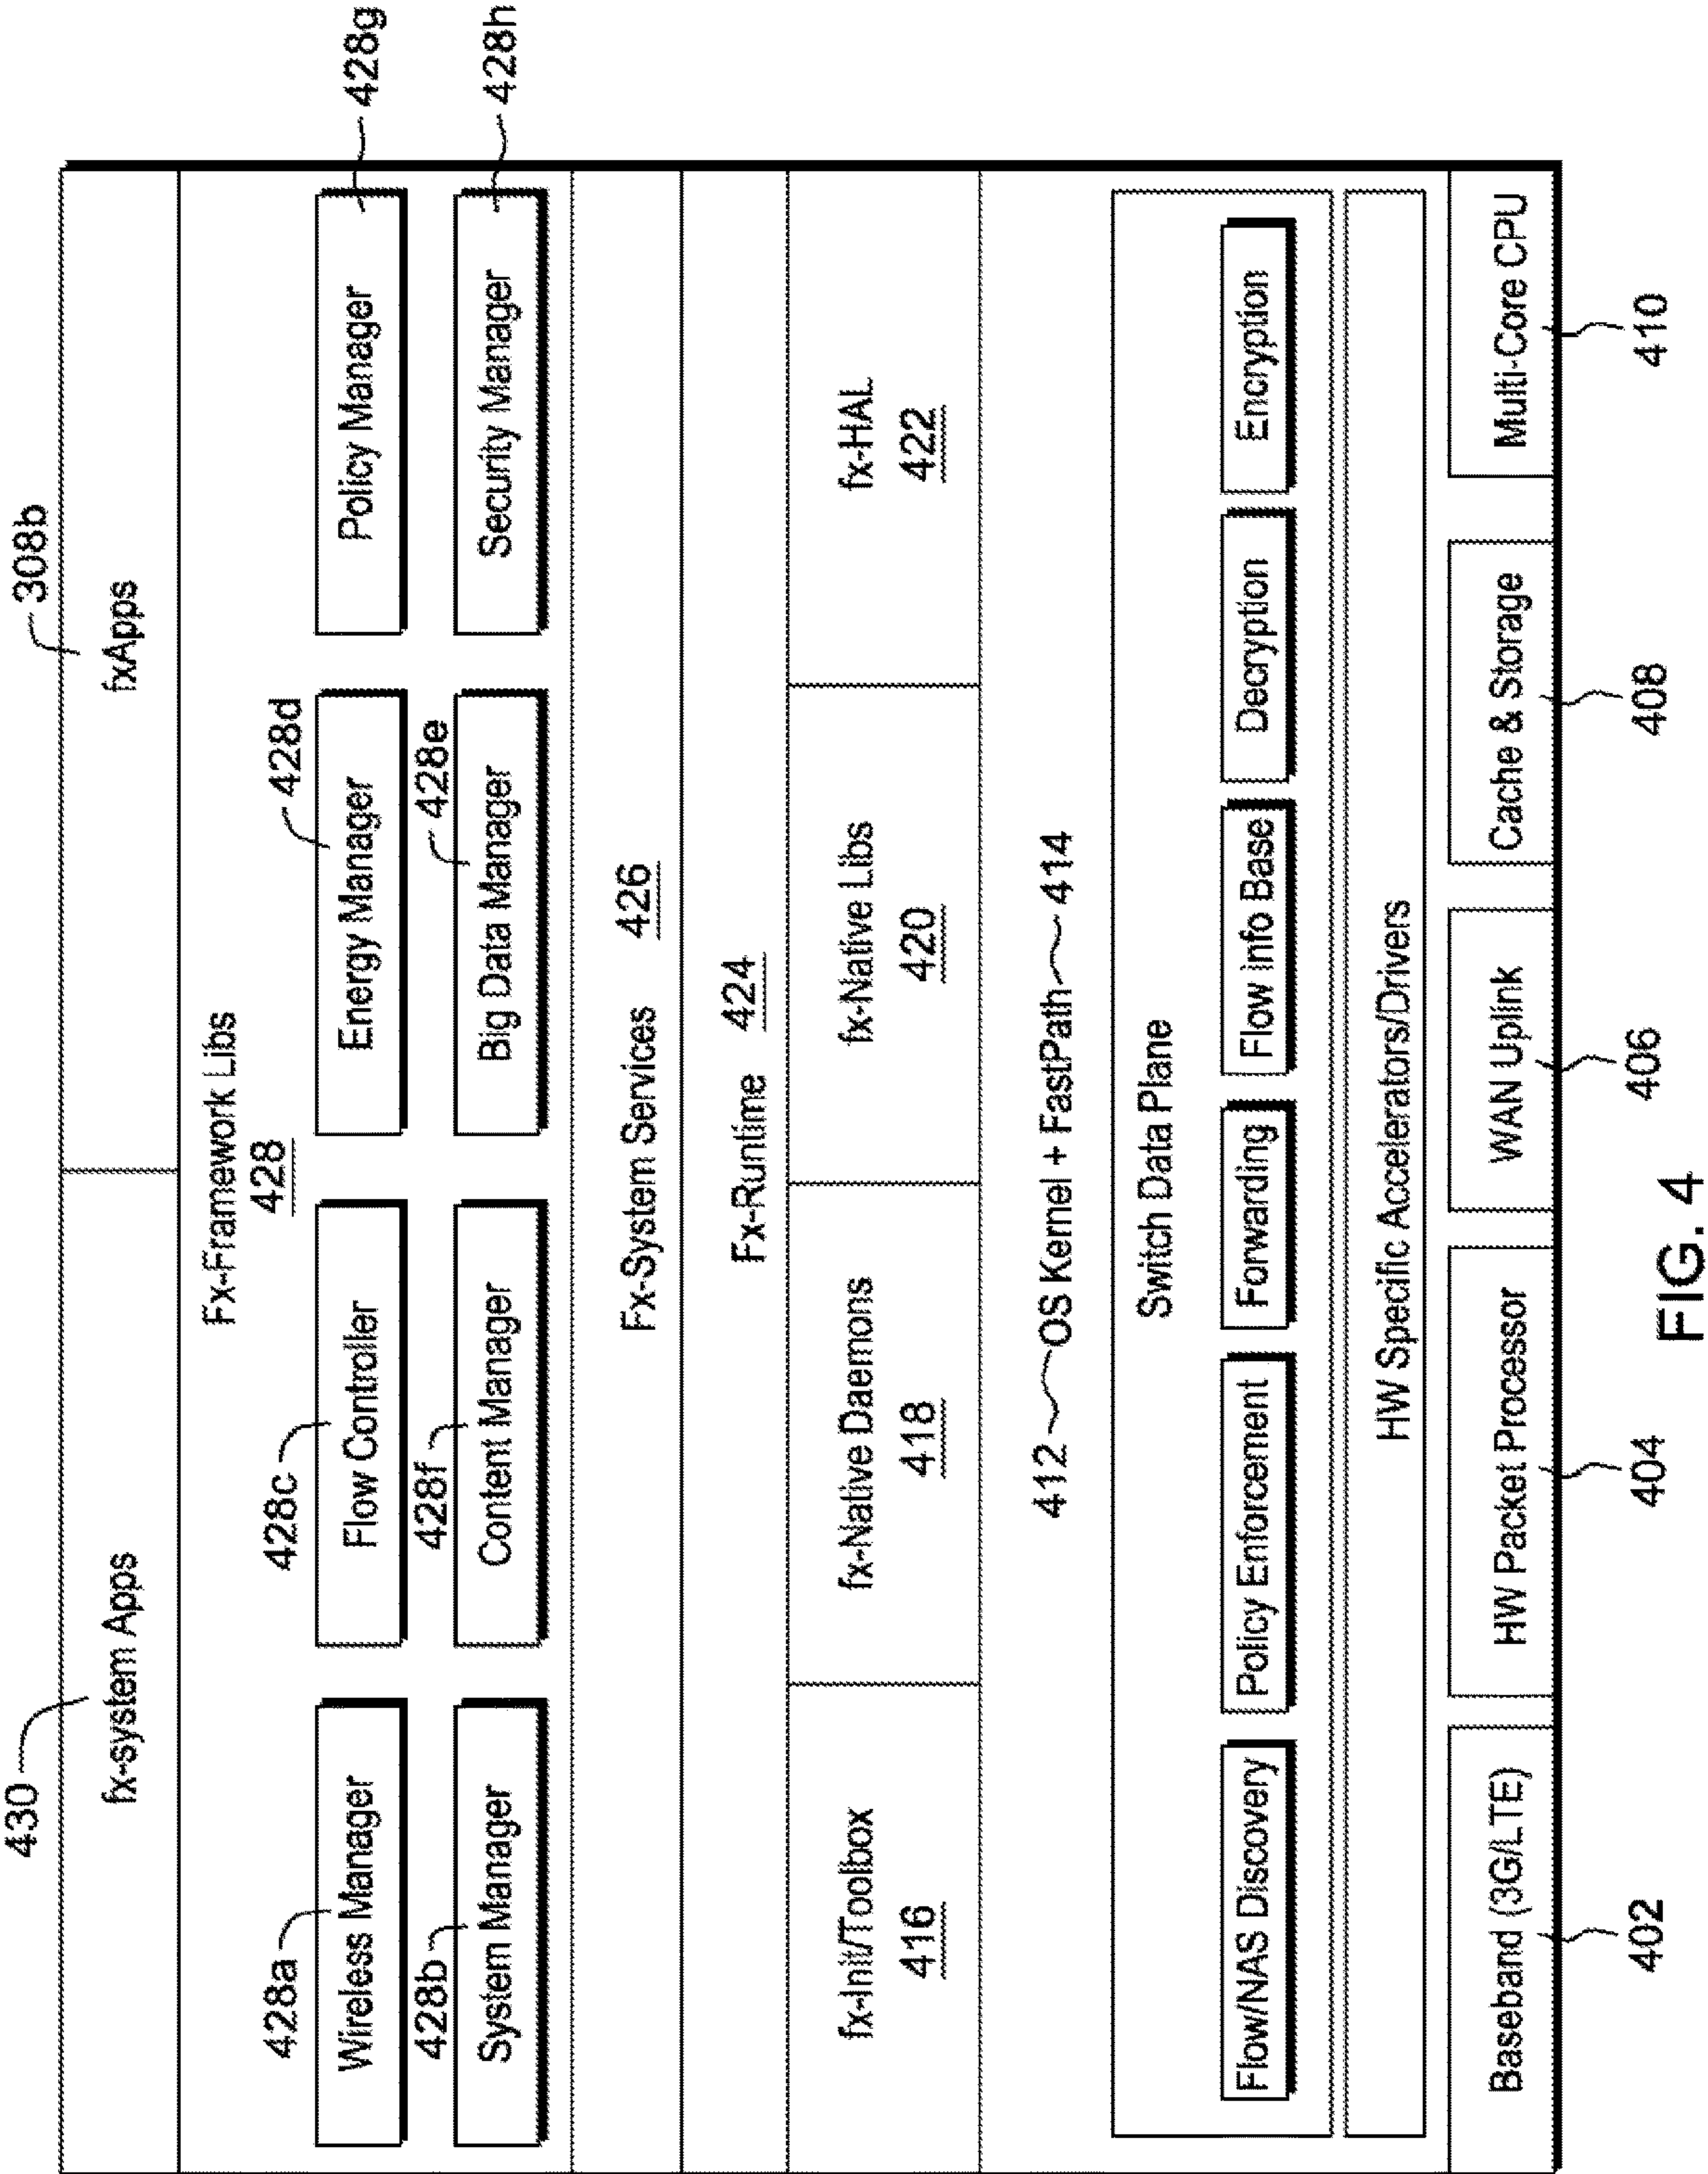 430
308b
fx-system Apps
fxApps
Fx-Framework Libs
428
428a
428c
428d
428g
Wireless Manager
Flow Controller
Energy Manager
Policy Manager
428b
428f
428e
428h
System Manager
Content Manager
Big Data Manager
Security Manager
Fx-System Services 426
Fx-Runtime 424
fx-Init/Toolbox
416
fx-Native Daemons
418
fx-Native Libs
420
fx-HAL
422
412 OS Kernel + FastPath 414
Switch Data Plane
Flow/NAS Discovery
Policy Enforcement
Forwarding
Flow info Base
Decryption
Encryption
HW Specific Accelerators/Drivers
Baseband (3G/LTE)
HW Packet Processor
WAN Uplink
Cache & Storage
Multi-Core CPU
402
404
406
408
410
FIG. 4